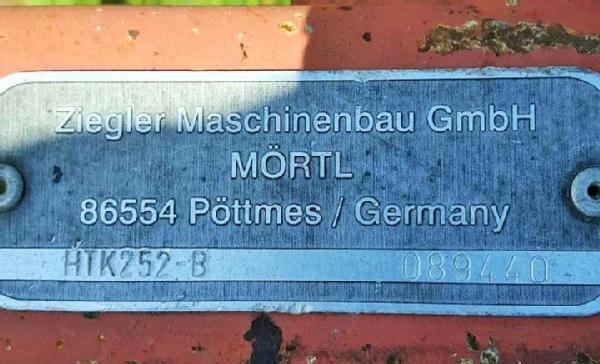 Ziegler Maschinenbau GmbH
MÖRTL
86554 Pöttmes / Germany
HTK252-B 089440